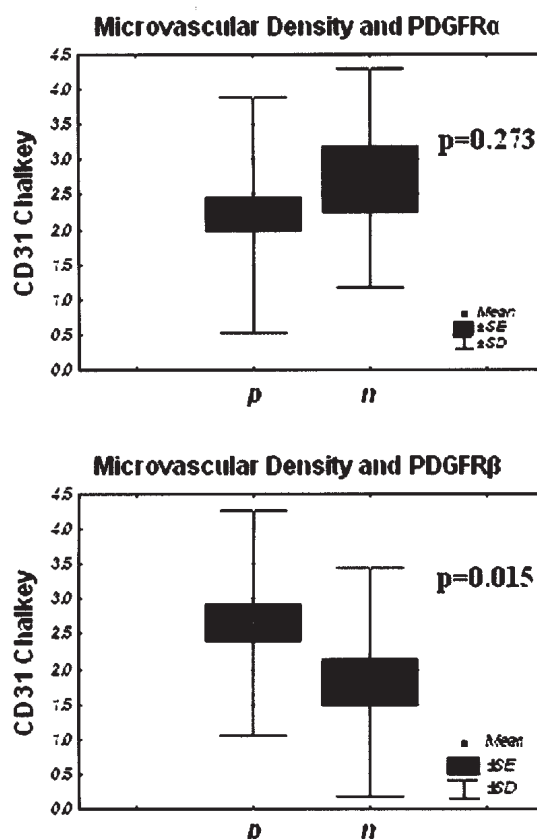 Microvascular Density and PDGFRα
4.5
4.0
3.5
3.0
2.5
2.0
1.5
1.0
0.5
0.0
CD31 Chalkey
p=0.273
Mean
±SE
±SD
p
n
Microvascular Density and PDGFRβ
4.5
4.0
3.5
3.0
2.5
2.0
1.5
1.0
0.5
0.0
CD31 Chalkey
p=0.015
Mean
±SE
±SD
p
n